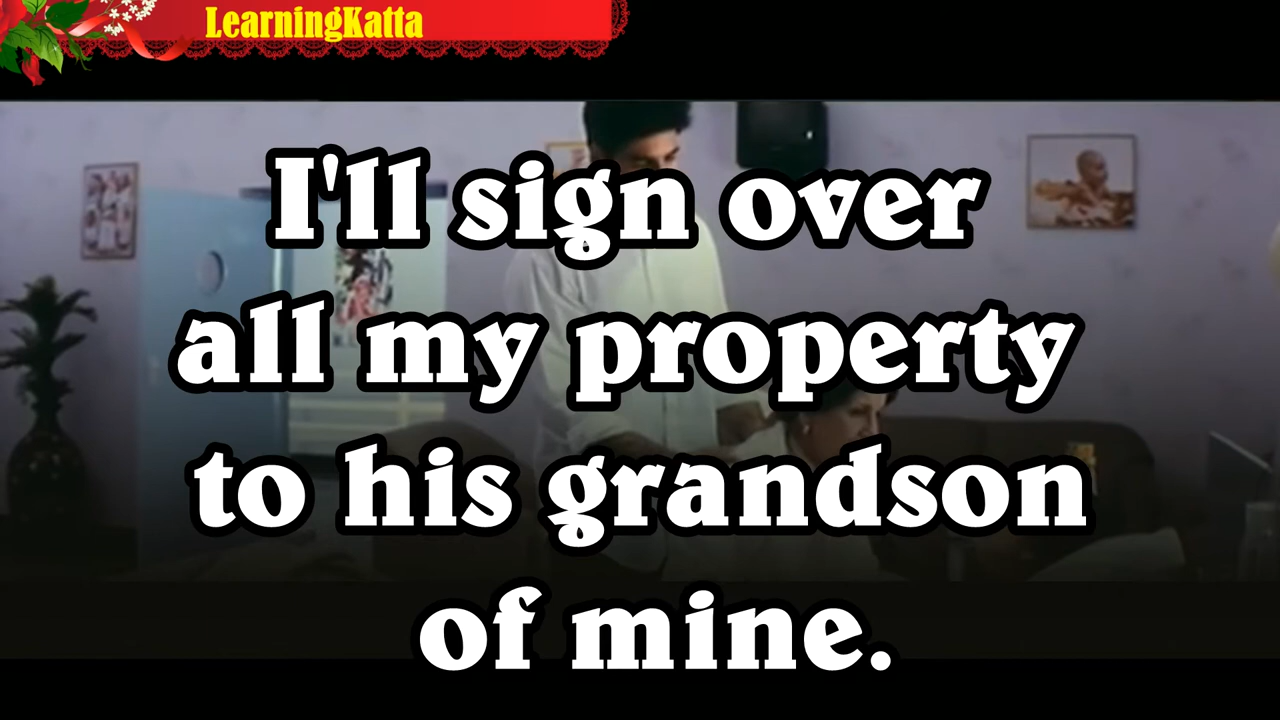 LearningKatta
I'll sign over
all my property
to his grandson
of mine.